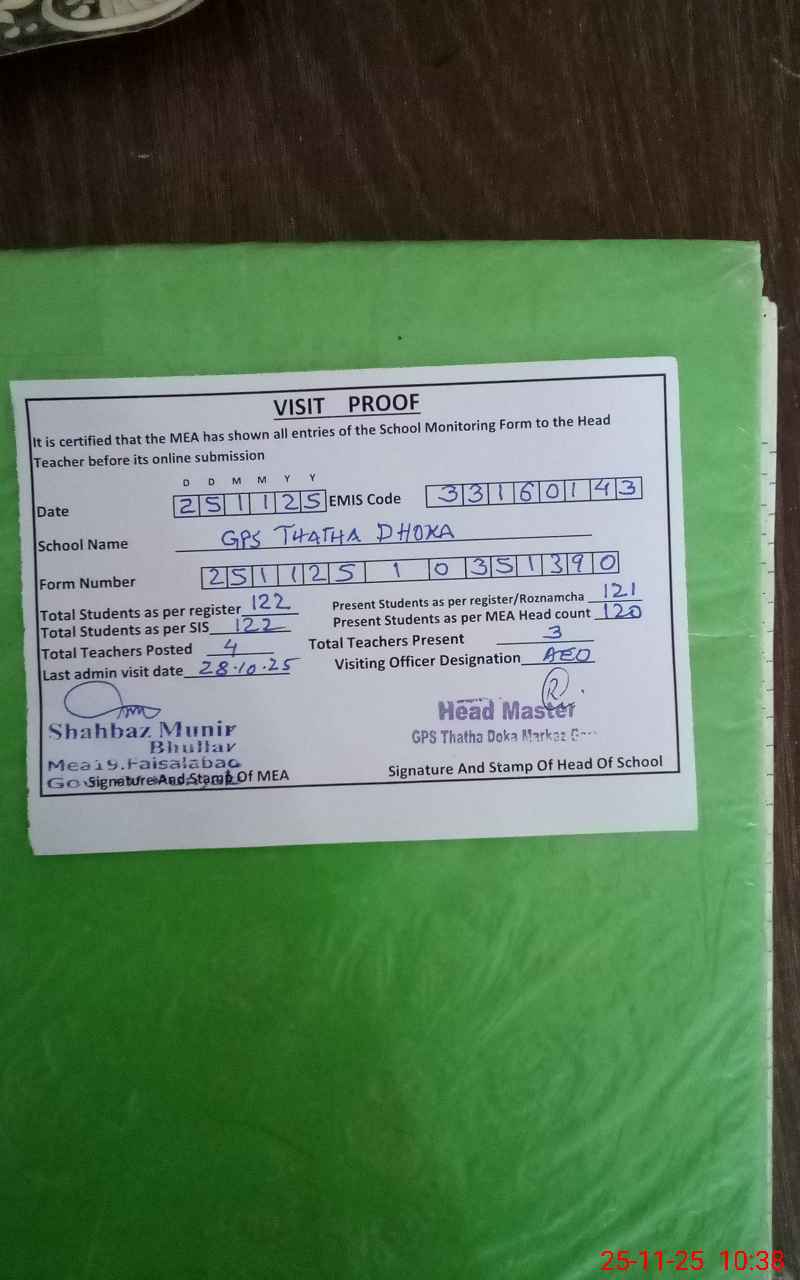 VISIT PROOF
It is certified that the MEA has shown all entries of the School Monitoring Form to the Head
Teacher before its online submission
D D M M Y Y
Date 251125 EMIS Code 33160143
School Name GPS THATHA DHOKA
Form Number 25112510351390
Total Students as per register 122 Present Students as per register/Roznamcha 121
Total Students as per SIS 122 Present Students as per MEA Head count 120
Total Teachers Posted 4 Total Teachers Present 3
Last admin visit date 28.10.25 Visiting Officer Designation AEO
Shahbaz Munir
Bhullar
Mea19.Faisalabad
Signature And Stamp Of MEA
Head Master
GPS Thatha Doka Markaz
Signature And Stamp Of Head Of School
25-11-25 10:38